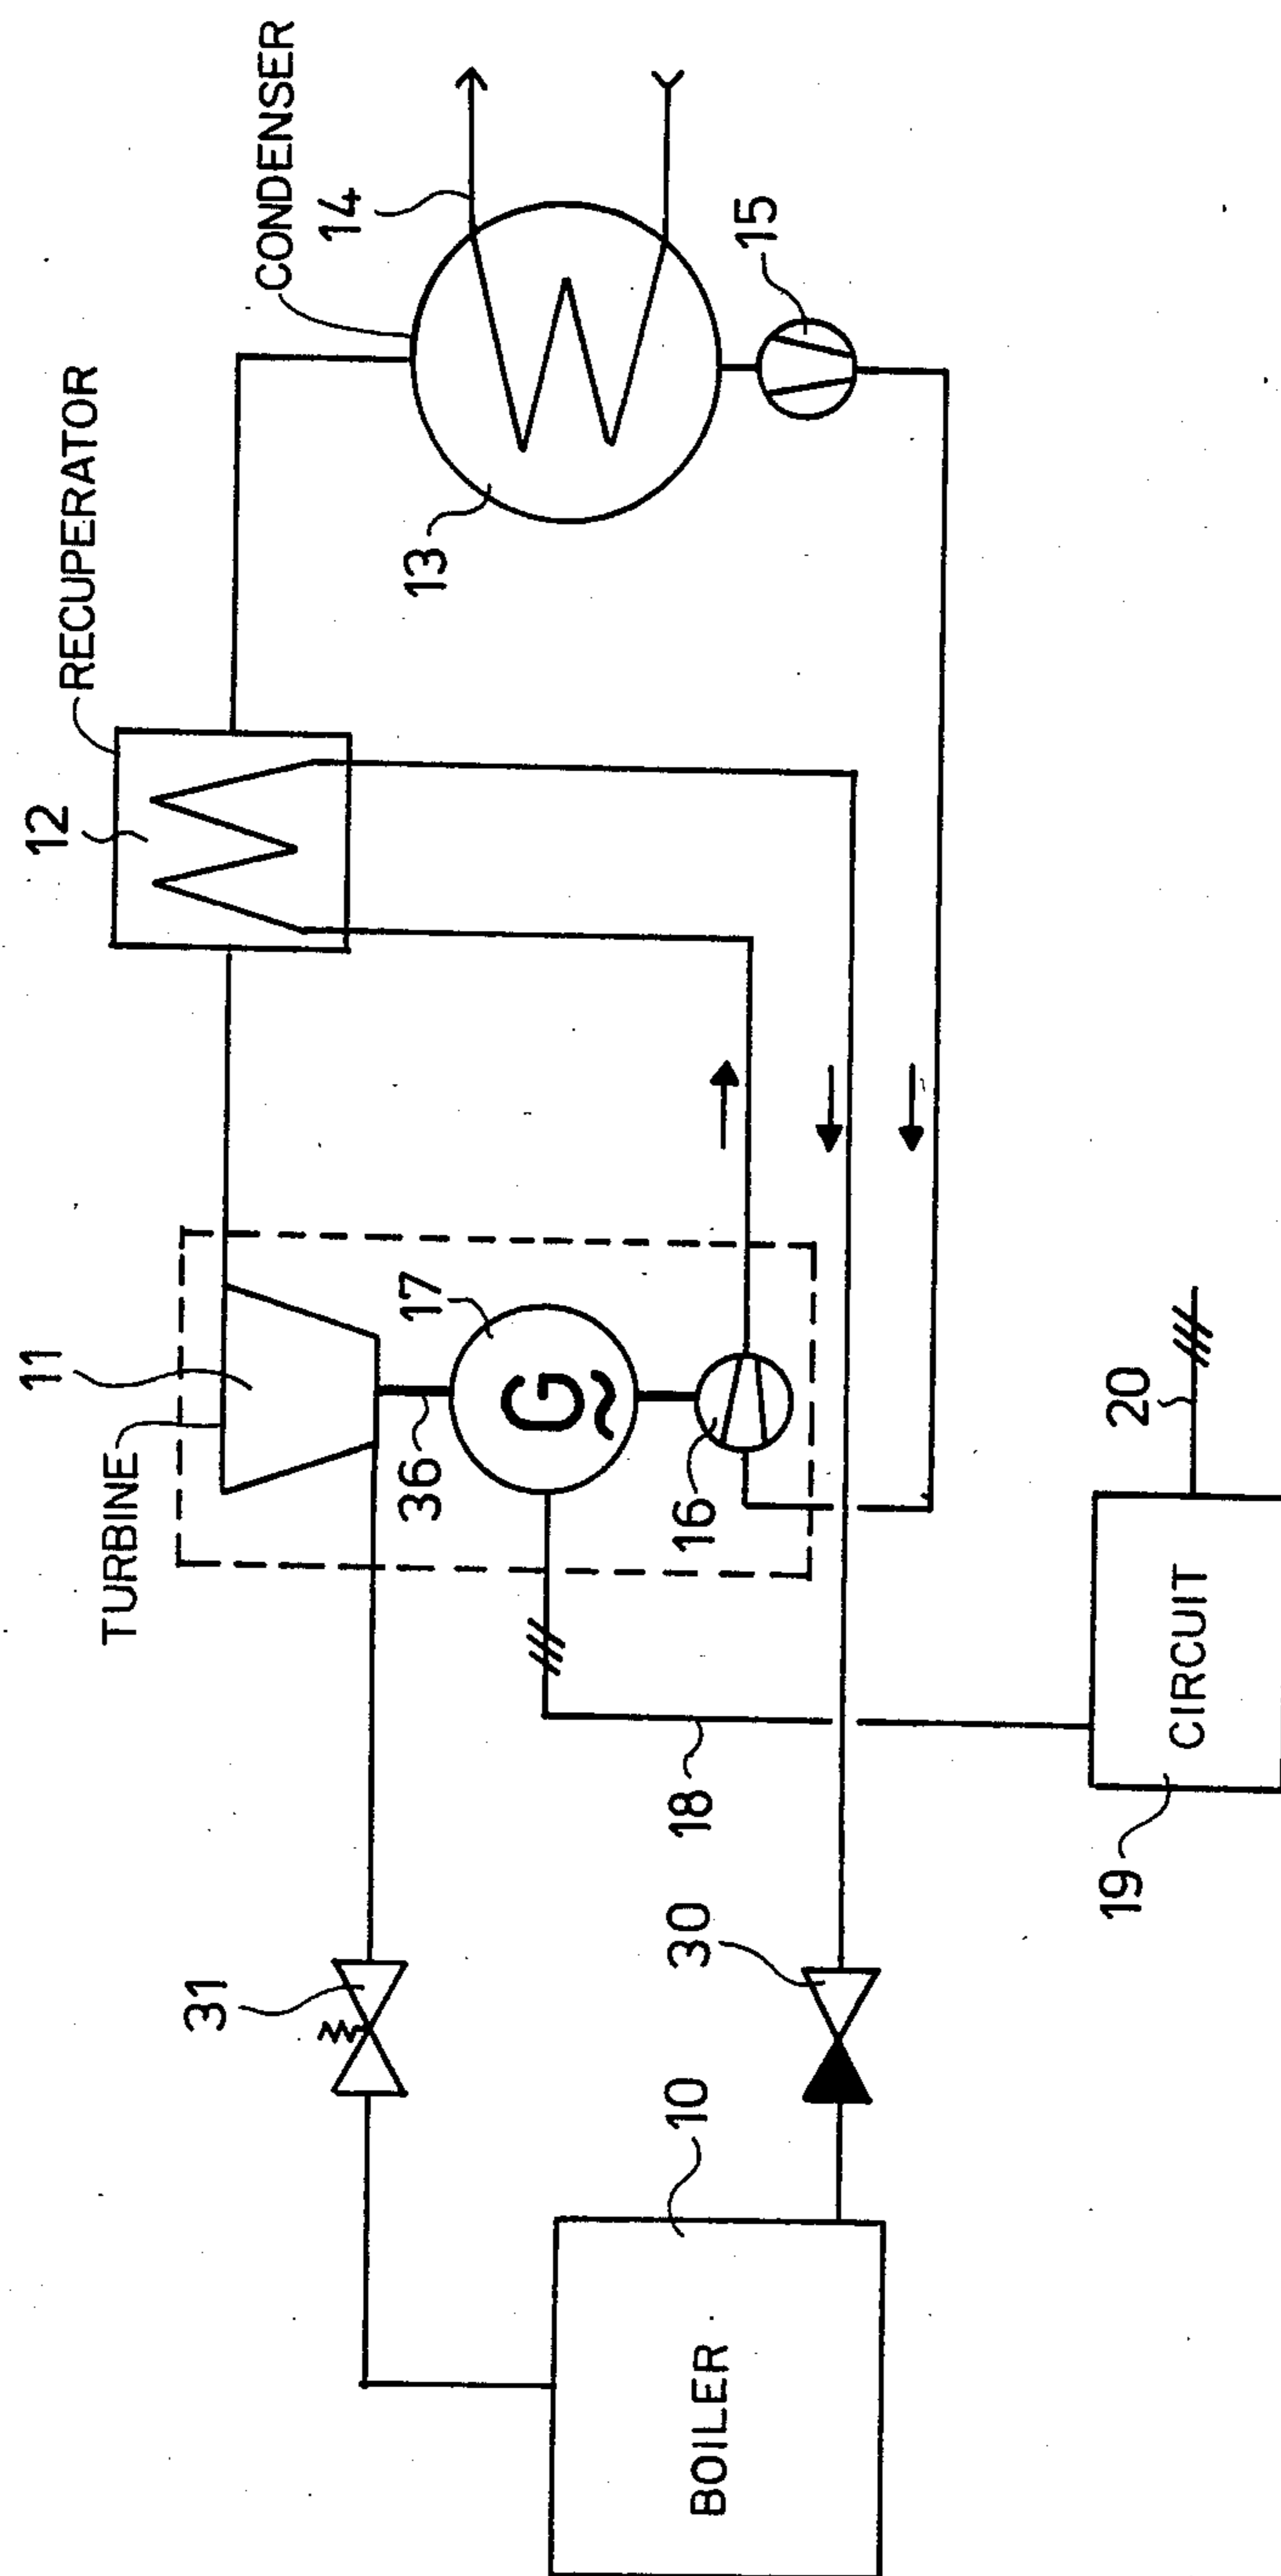 RECUPERATOR
12
CONDENSER
14
13
15
TURBINE
11
17
G
~
36
16
31
30
18
20
19
CIRCUIT
10
BOILER